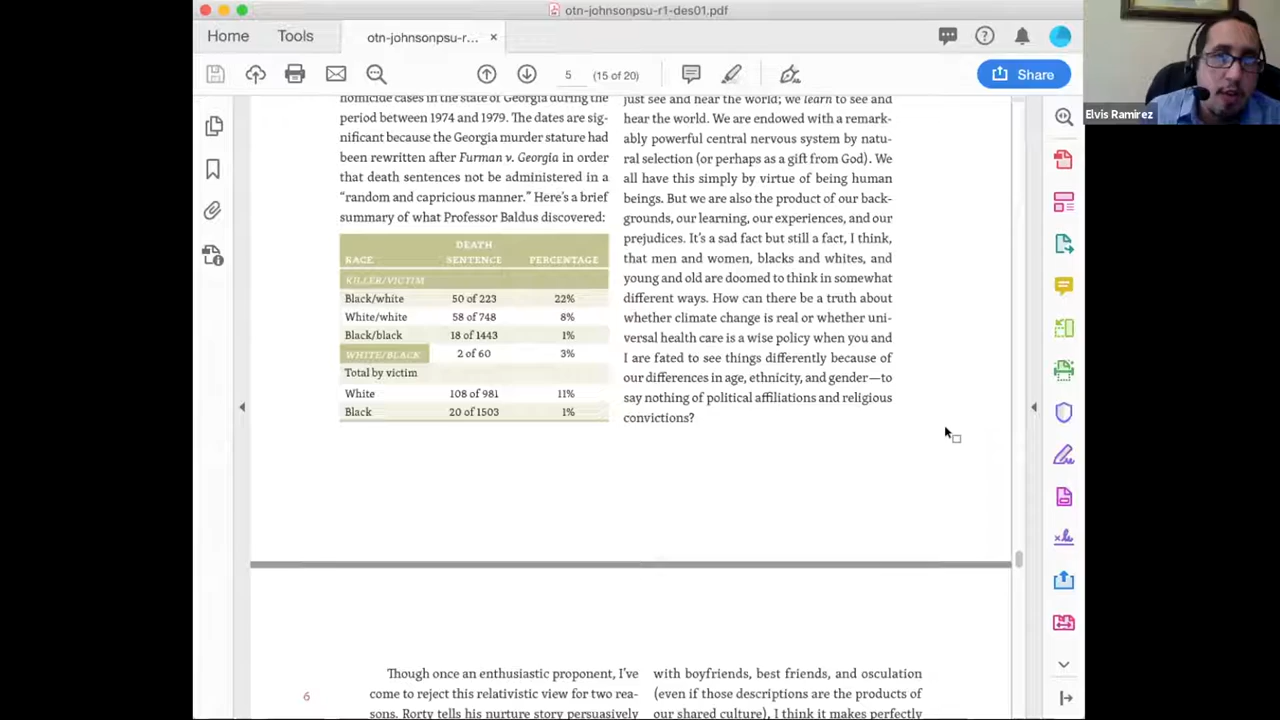 otn-johnsonpsu-r1-des01.pdf
Home
Tools
otn-johnsonpsu-r...
5
(15 of 20)
Share
Elvis Ramirez
homicide cases in the state of Georgia during the
period between 1974 and 1979. The dates are sig-
nificant because the Georgia murder stature had
been rewritten after Furman v. Georgia in order
that death sentences not be administered in a
“random and capricious manner.” Here’s a brief
summary of what Professor Baldus discovered:
RACE DEATH SENTENCE PERCENTAGE
KILLER/VICTIM
Black/white 50 of 223 22%
White/white 58 of 748 8%
Black/black 18 of 1443 1%
WHITE/BLACK 2 of 60 3%
Total by victim
White 108 of 981 11%
Black 20 of 1503 1%
just see and hear the world; we learn to see and
hear the world. We are endowed with a remark-
ably powerful central nervous system by natu-
ral selection (or perhaps as a gift from God). We
all have this simply by virtue of being human
beings. But we are also the product of our back-
grounds, our learning, our experiences, and our
prejudices. It’s a sad fact but still a fact, I think,
that men and women, blacks and whites, and
young and old are doomed to think in somewhat
different ways. How can there be a truth about
whether climate change is real or whether uni-
versal health care is a wise policy when you and
I are fated to see things differently because of
our differences in age, ethnicity, and gender—to
say nothing of political affiliations and religious
convictions?
6
Though once an enthusiastic proponent, I’ve
come to reject this relativistic view for two rea-
sons. Rorty tells his nurture story persuasively
with boyfriends, best friends, and osculation
(even if those descriptions are the products of
our shared culture), I think it makes perfectly